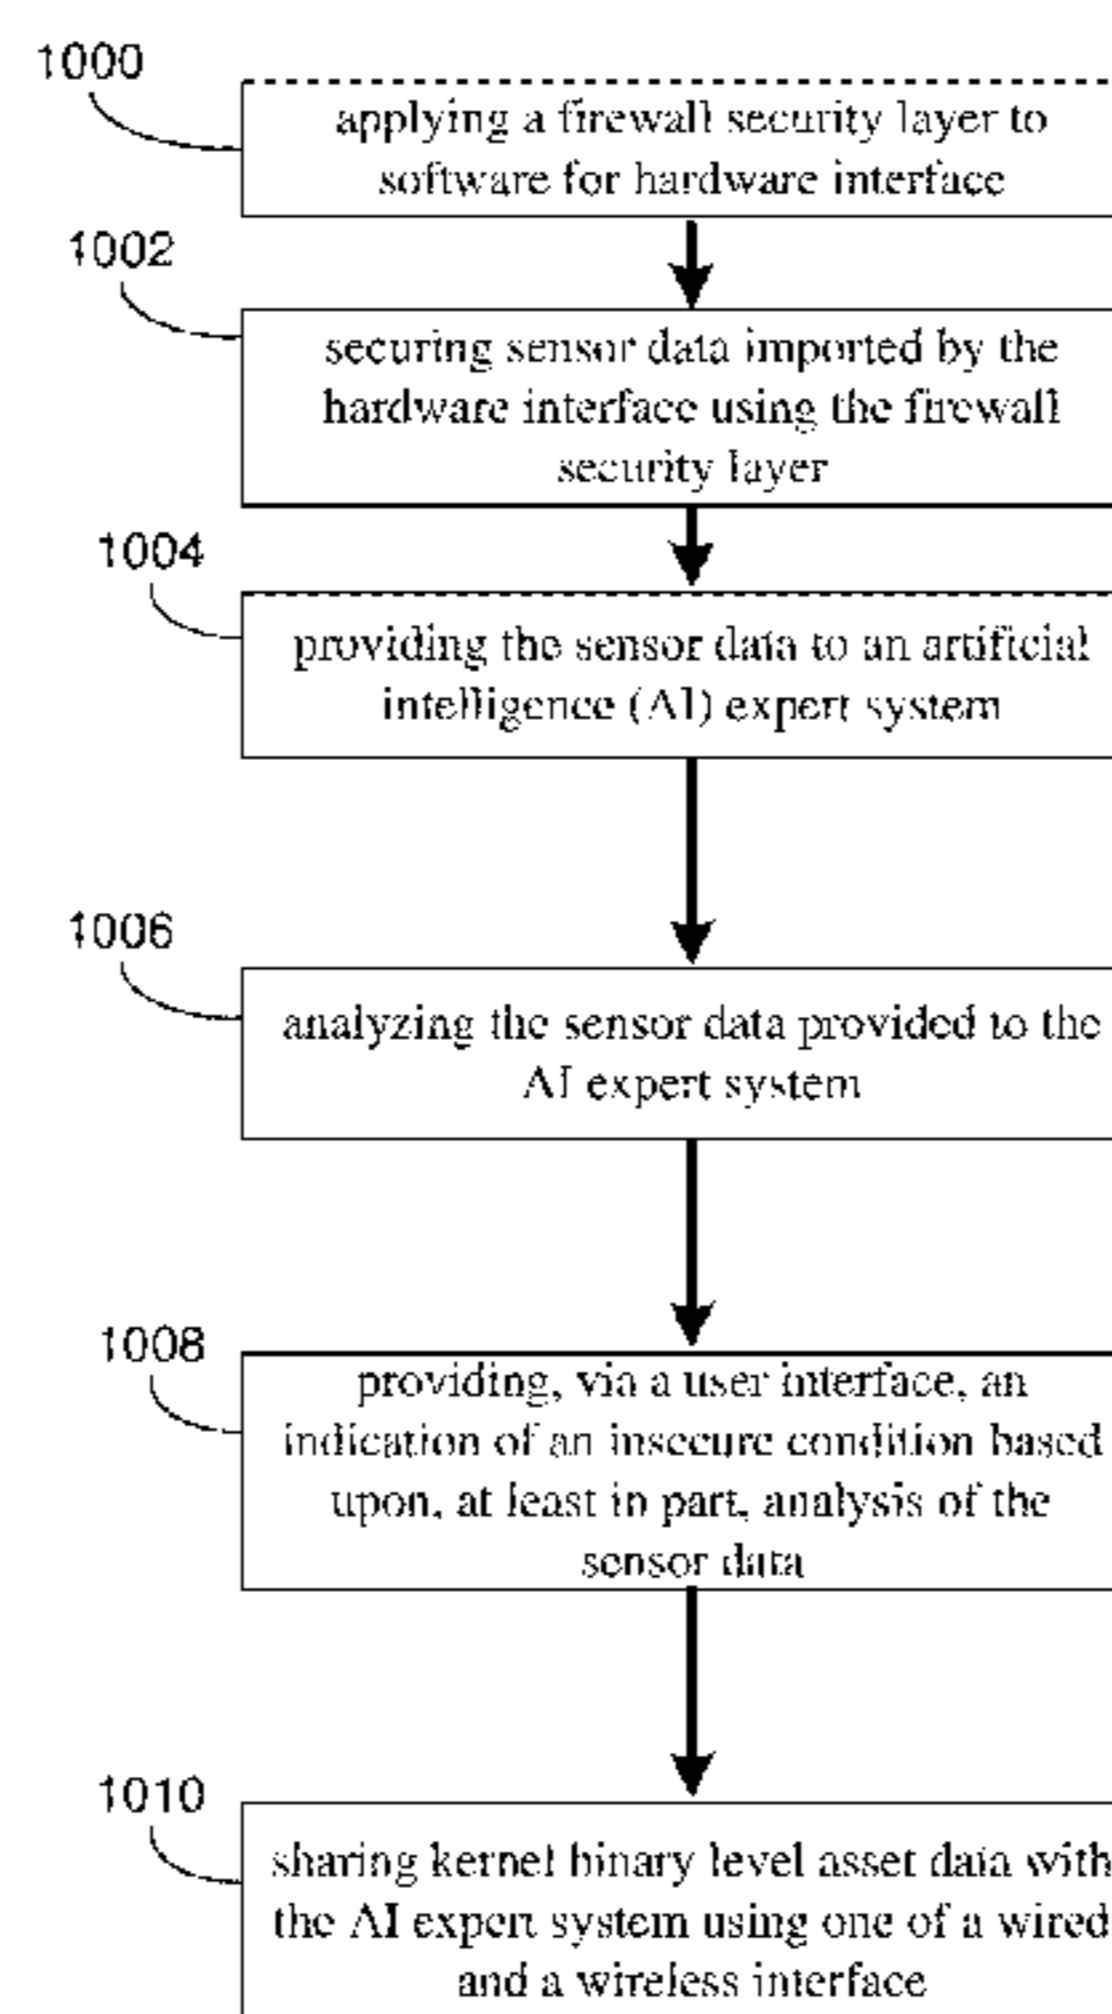 1000
applying a firewall security layer to
software for hardware interface
1002
securing sensor data imported by the
hardware interface using the firewall
security layer
1004
providing the sensor data to an artificial
intelligence (AI) expert system
1006
analyzing the sensor data provided to the
AI expert system
1008
providing, via a user interface, an
indication of an insecure condition based
upon, at least in part, analysis of the
sensor data
1010
sharing kernel binary level asset data with
the AI expert system using one of a wired
and a wireless interface